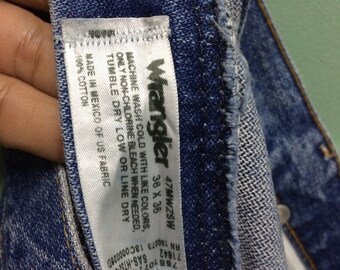 Wrangler
47MWZSW
36 X 36
MACHINE WASH COLD WITH LIKE COLORS,
ONLY NON-CHLORINE BLEACH WHEN NEEDED,
TUMBLE DRY LOW OR LINE DRY
MADE IN MEXICO OF US FABRIC
100% COTTON